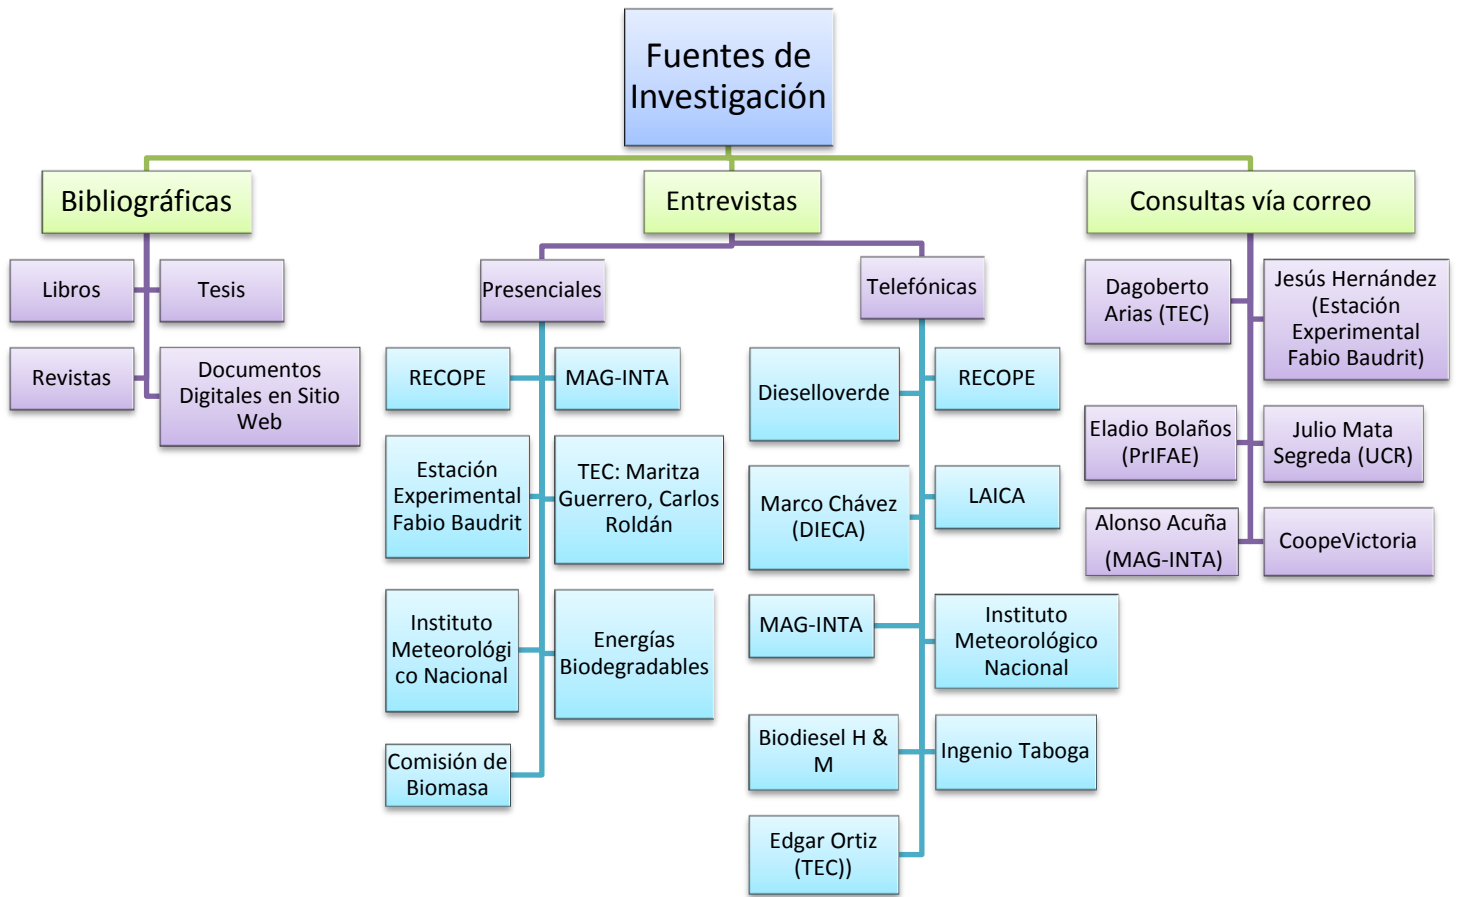 Fuentes de
Investigación
Bibliográficas
Entrevistas
Consultas vía correo
Libros
Tesis
Revistas
Documentos
Digitales en Sitio
Web
Presenciales
RECOPE
MAG-INTA
Estación
Experimental
Fabio Baudrit
TEC: Maritza
Guerrero, Carlos
Roldán
Instituto
Meteorológi
co Nacional
Energías
Biodegradables
Comisión de
Biomasa
Telefónicas
Dieselloverde
RECOPE
Marco Chávez
(DIECA)
LAICA
MAG-INTA
Instituto
Meteorológico
Nacional
Biodiesel H &
M
Ingenio Taboga
Edgar Ortiz
(TEC))
Dagoberto
Arias (TEC)
Jesús Hernández
(Estación
Experimental
Fabio Baudrit)
Eladio Bolaños
(PrIFAE)
Julio Mata
Segreda (UCR)
Alonso Acuña
(MAG-INTA)
CoopeVictoria